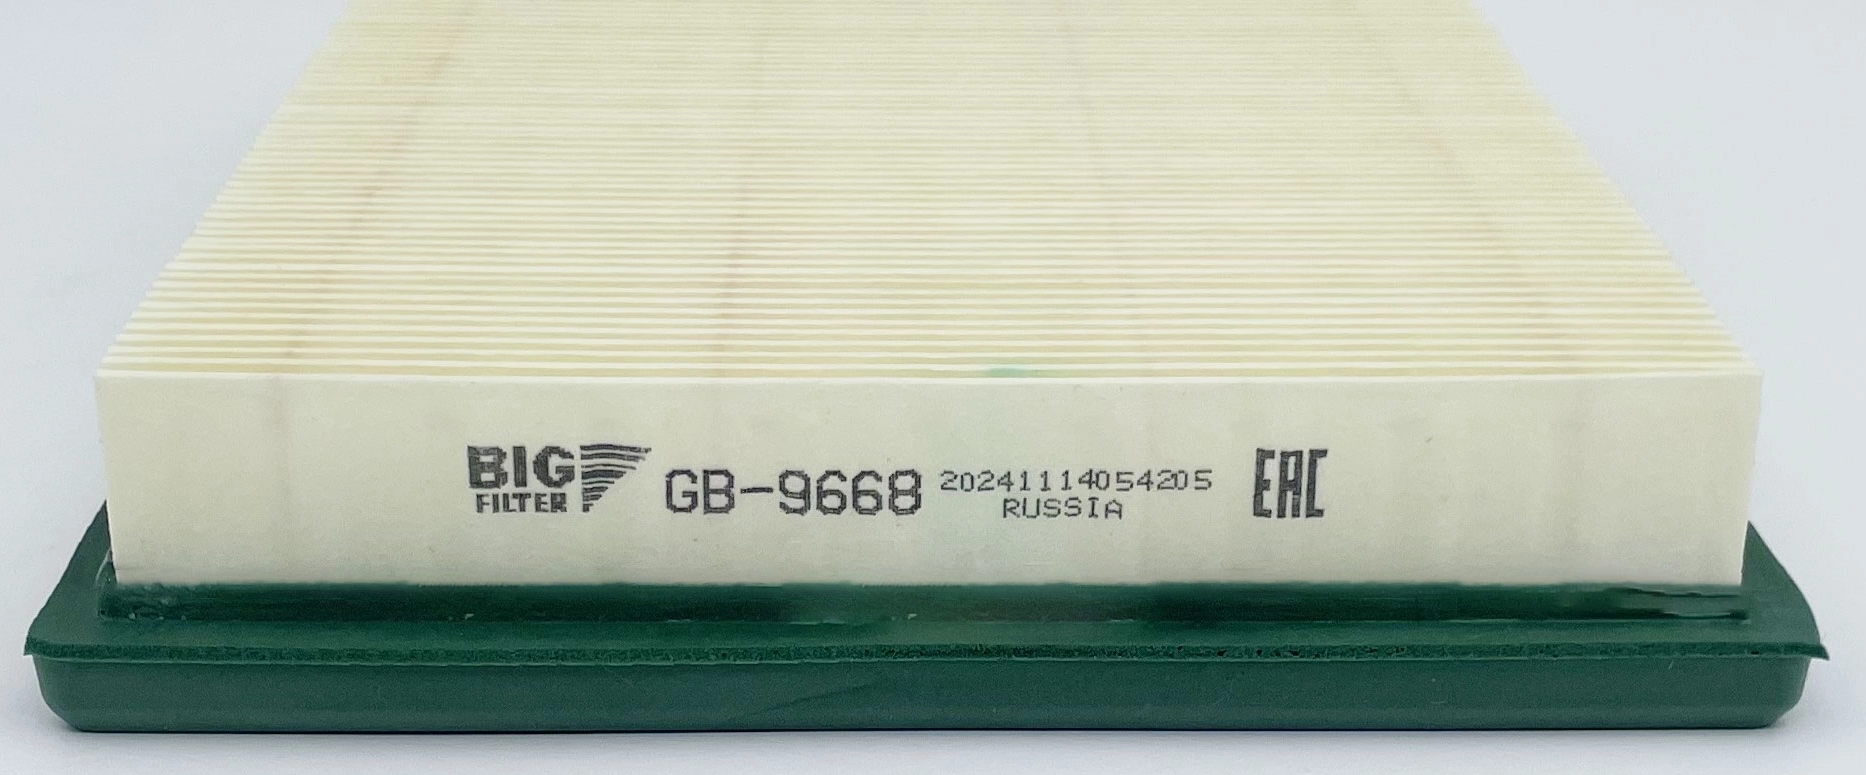 BIG
FILTER
GB-9668
20241114054205
RUSSIA
EAC